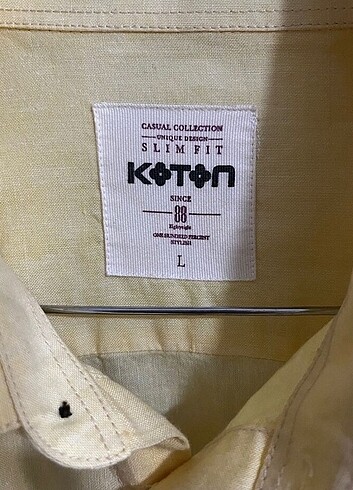 CASUAL COLLECTION
UNIQUE DESIGN
SLIM FIT
KOTON
SINCE
88
Eightyeight
ONE HUNDRED PERCENT
STYLISH
L